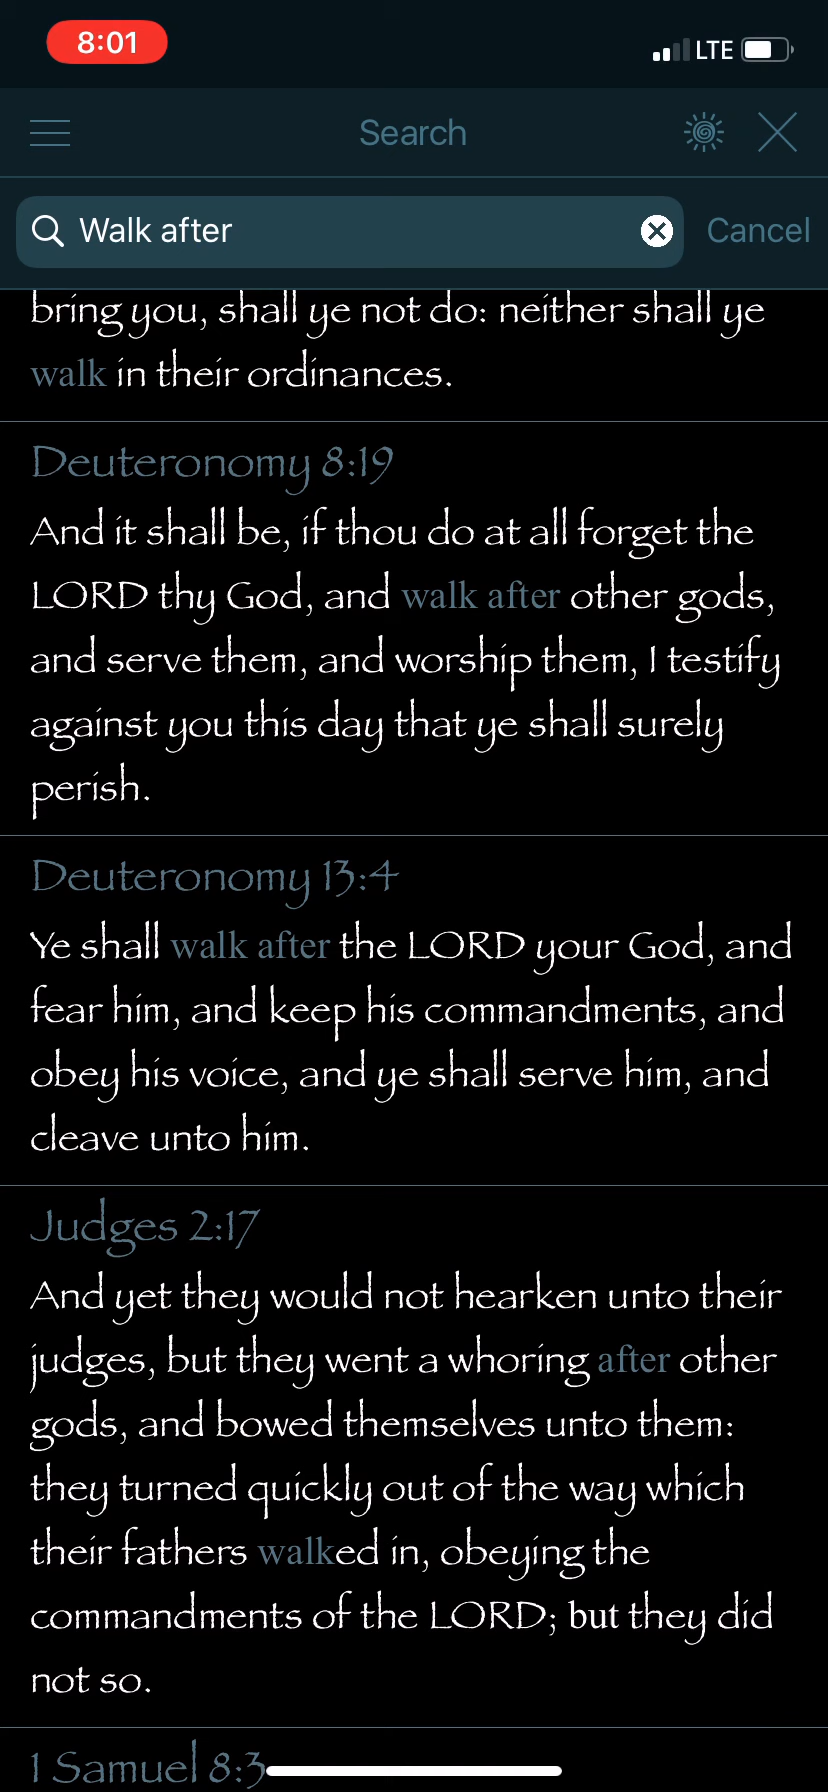 8:01
LTE
Search
Walk after
Cancel
bring you, shall ye not do: neither shall ye
walk in their ordinances.
Deuteronomy 8:19
And it shall be, if thou do at all forget the
LORD thy God, and walk after other gods,
and serve them, and worship them, I testify
against you this day that ye shall surely
perish.
Deuteronomy 13:4
Ye shall walk after the LORD your God, and
fear him, and keep his commandments, and
obey his voice, and ye shall serve him, and
cleave unto him.
Judges 2:17
And yet they would not hearken unto their
judges, but they went a whoring after other
gods, and bowed themselves unto them:
they turned quickly out of the way which
their fathers walked in, obeying the
commandments of the LORD; but they did
not so.
1 Samuel 8:3